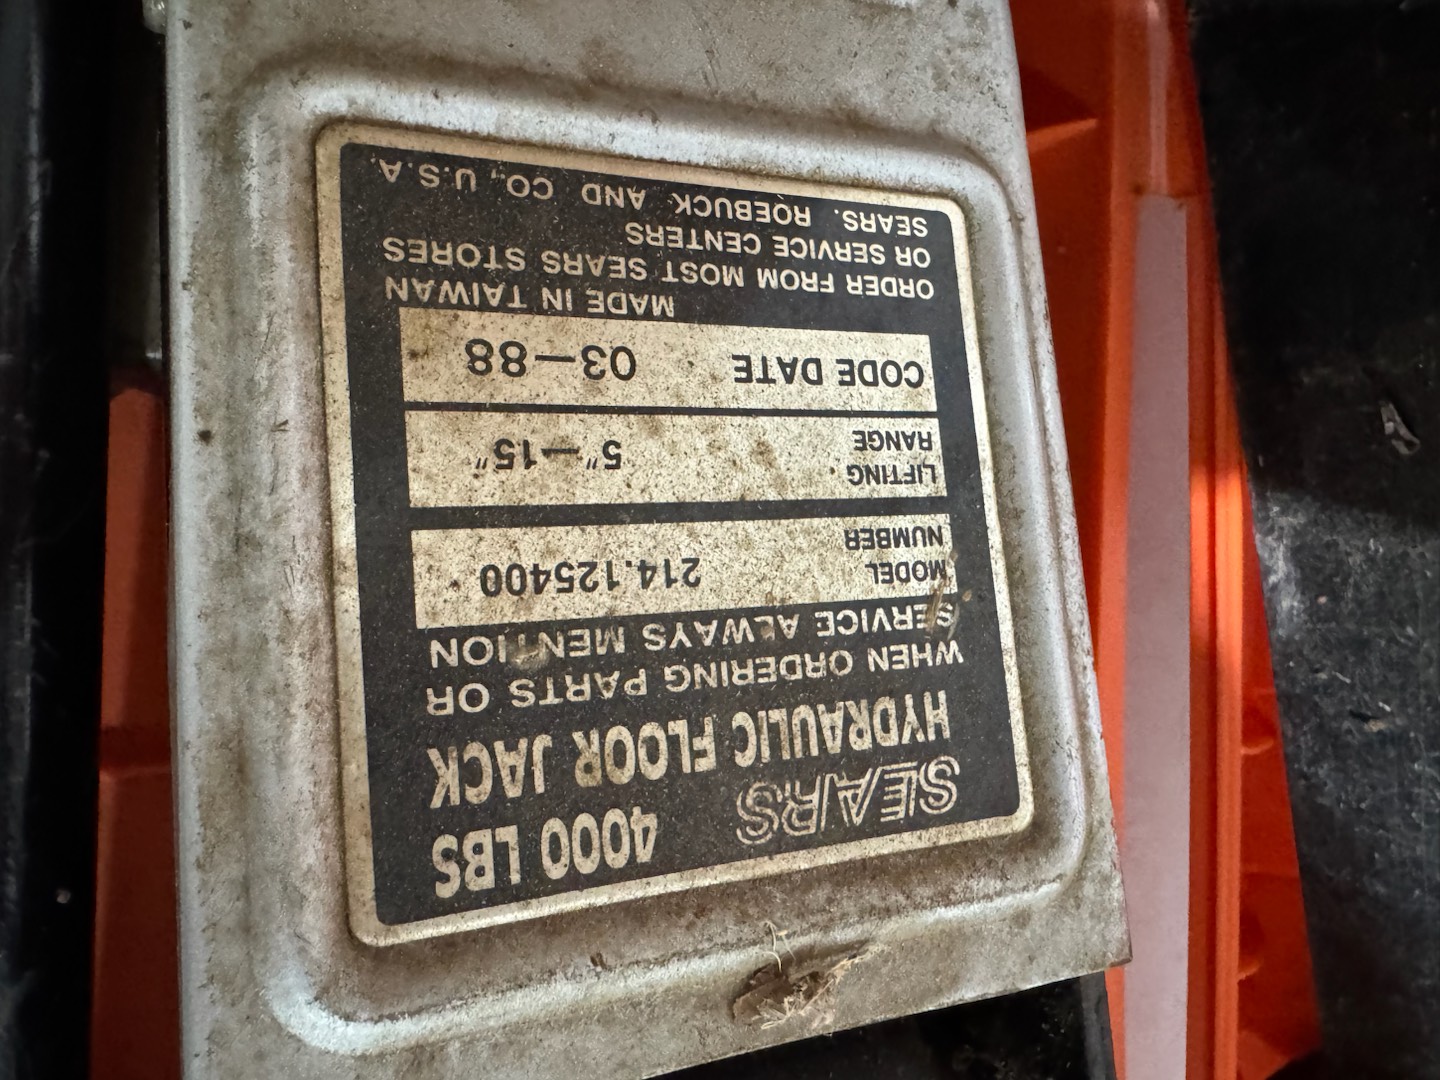 SEARS 4000 LBS
HYDRAULIC FLOOR JACK
WHEN ORDERING PARTS OR
SERVICE ALWAYS MENTION
MODEL NUMBER 214.125400
LIFTING RANGE 5"—15"
CODE DATE 03—88
MADE IN TAIWAN
ORDER FROM MOST SEARS STORES
OR SERVICE CENTERS
SEARS. ROEBUCK AND CO., U.S.A.